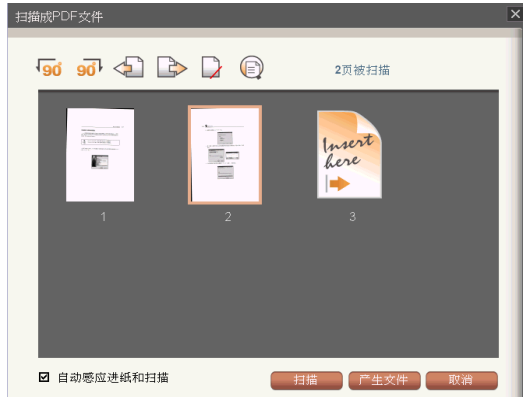 扫描成PDF文件
90° 90°
2页被扫描
Insert
here
1 2 3
自动感应进纸和扫描
扫描 产生文件 取消